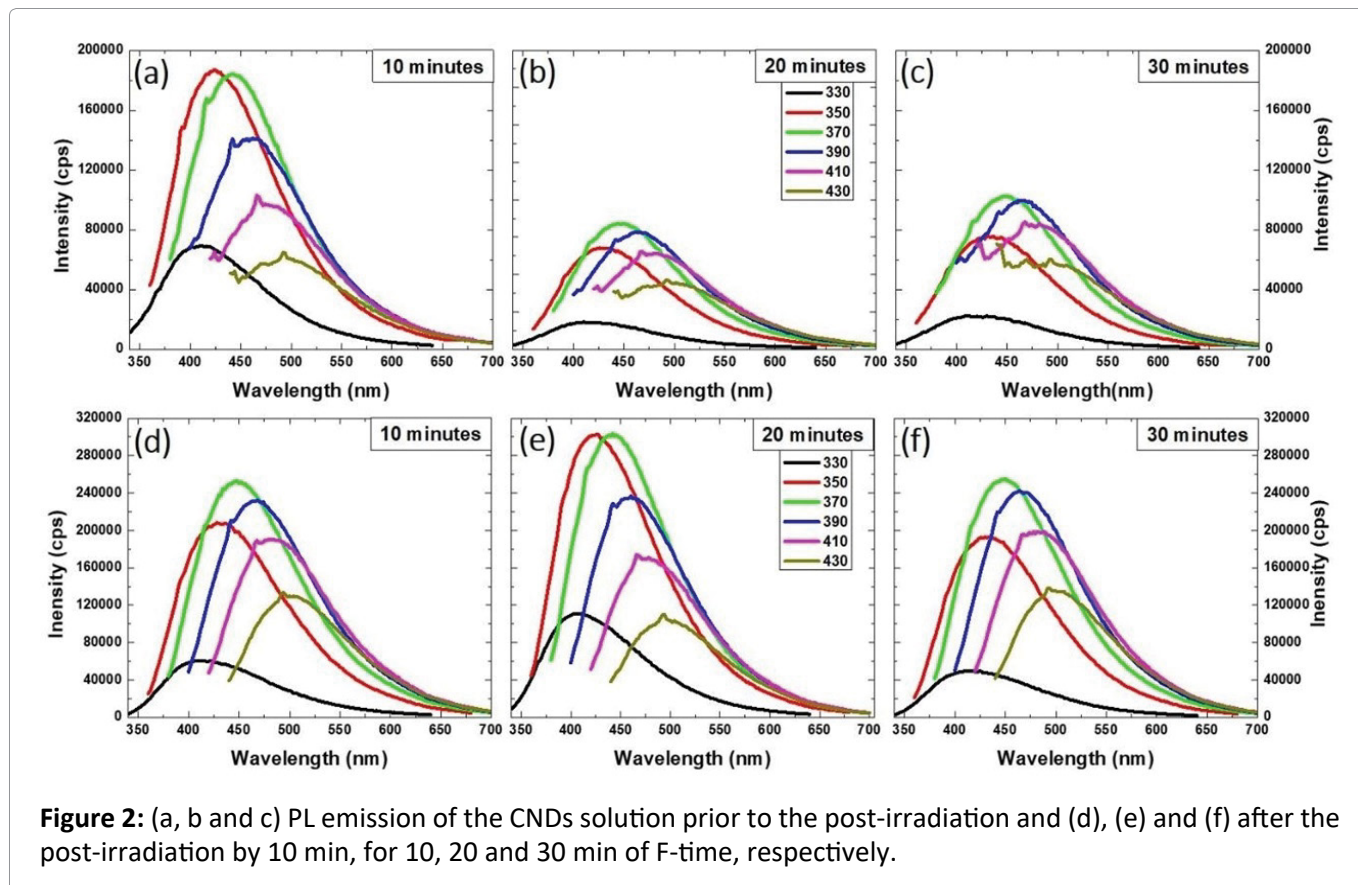 (a)
10 minutes
200000
160000
120000
80000
40000
0
Intensity (cps)
350 400 450 500 550 600 650 700
Wavelength (nm)
(b)
20 minutes
330
350
370
390
410
430
350 400 450 500 550 600 650 700
Wavelength (nm)
(c)
30 minutes
200000
160000
120000
80000
40000
0
Intensity (cps)
350 400 450 500 550 600 650 700
Wavelength(nm)
(d)
10 minutes
320000
280000
240000
200000
160000
120000
80000
40000
0
Inensity (cps)
350 400 450 500 550 600 650 700
Wavelength (nm)
(e)
20 minutes
330
350
370
390
410
430
350 400 450 500 550 600 650 700
Wavelength (nm)
(f)
30 minutes
320000
280000
240000
200000
160000
120000
80000
40000
0
Inensity (cps)
350 400 450 500 550 600 650 700
Wavelength (nm)
Figure 2: (a, b and c) PL emission of the CNDs solution prior to the post-irradiation and (d), (e) and (f) after the
post-irradiation by 10 min, for 10, 20 and 30 min of F-time, respectively.